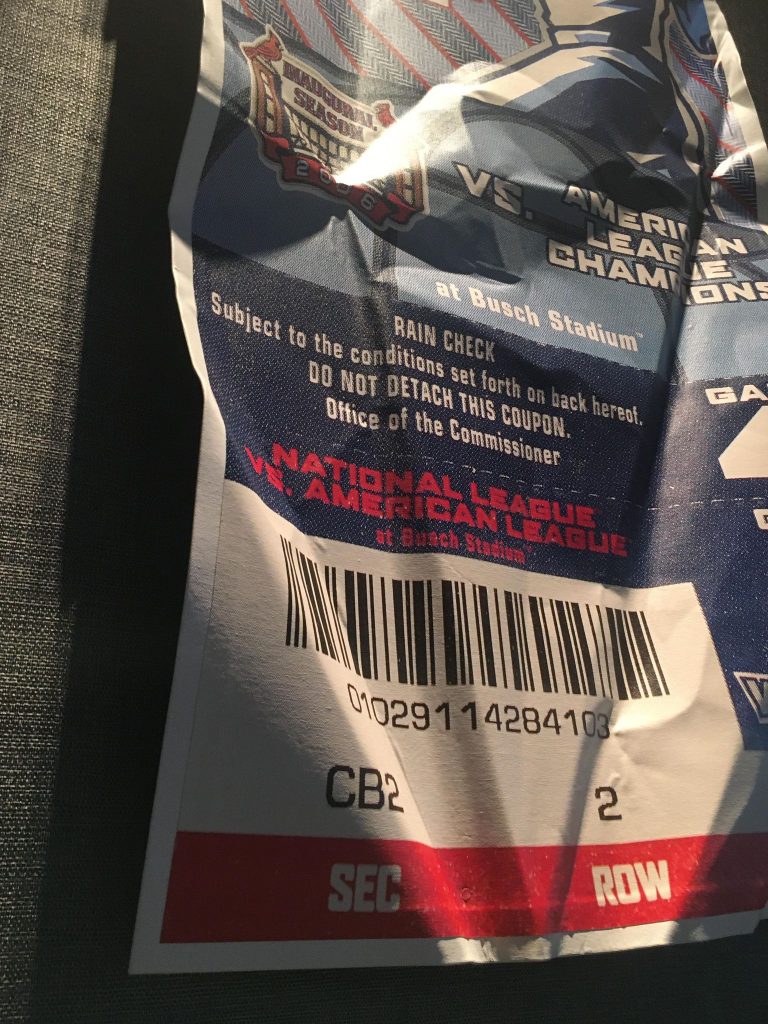 INAUGURAL
SEASON
2006
VS. AMERICAN
LEAGUE
CHAMPIONS
at Busch Stadium™
RAIN CHECK
Subject to the conditions set forth on back hereof.
DO NOT DETACH THIS COUPON.
Office of the Commissioner
NATIONAL LEAGUE
VS. AMERICAN LEAGUE
at Busch Stadium™
01029114284103
CB2 2
SEC ROW